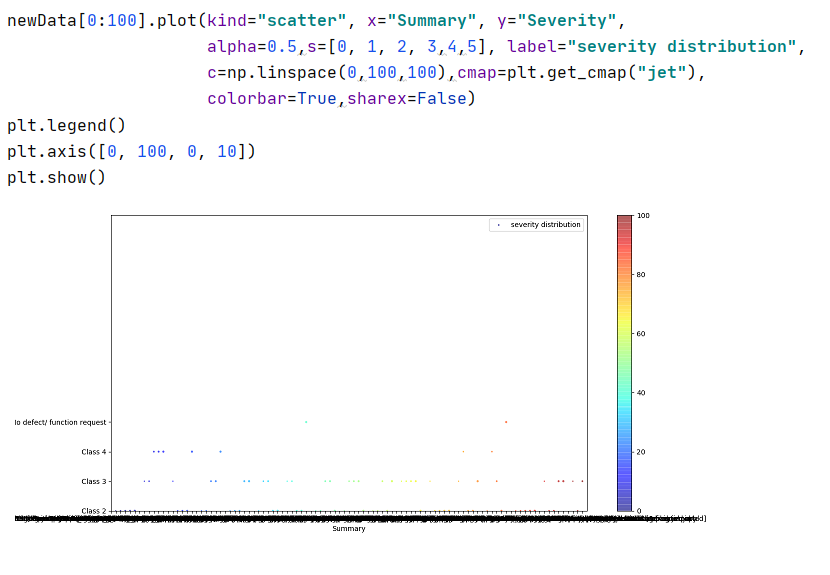 newData[0:100].plot(kind="scatter", x="Summary", y="Severity",
alpha=0.5,s=[0, 1, 2, 3,4,5], label="severity distribution",
c=np.linspace(0,100,100),cmap=plt.get_cmap("jet"),
colorbar=True,sharex=False)
plt.legend()
plt.axis([0, 100, 0, 10])
plt.show()
severity distribution
100
80
60
40
20
0
lo defect/ function request
Class 4
Class 3
Class 2
Summary